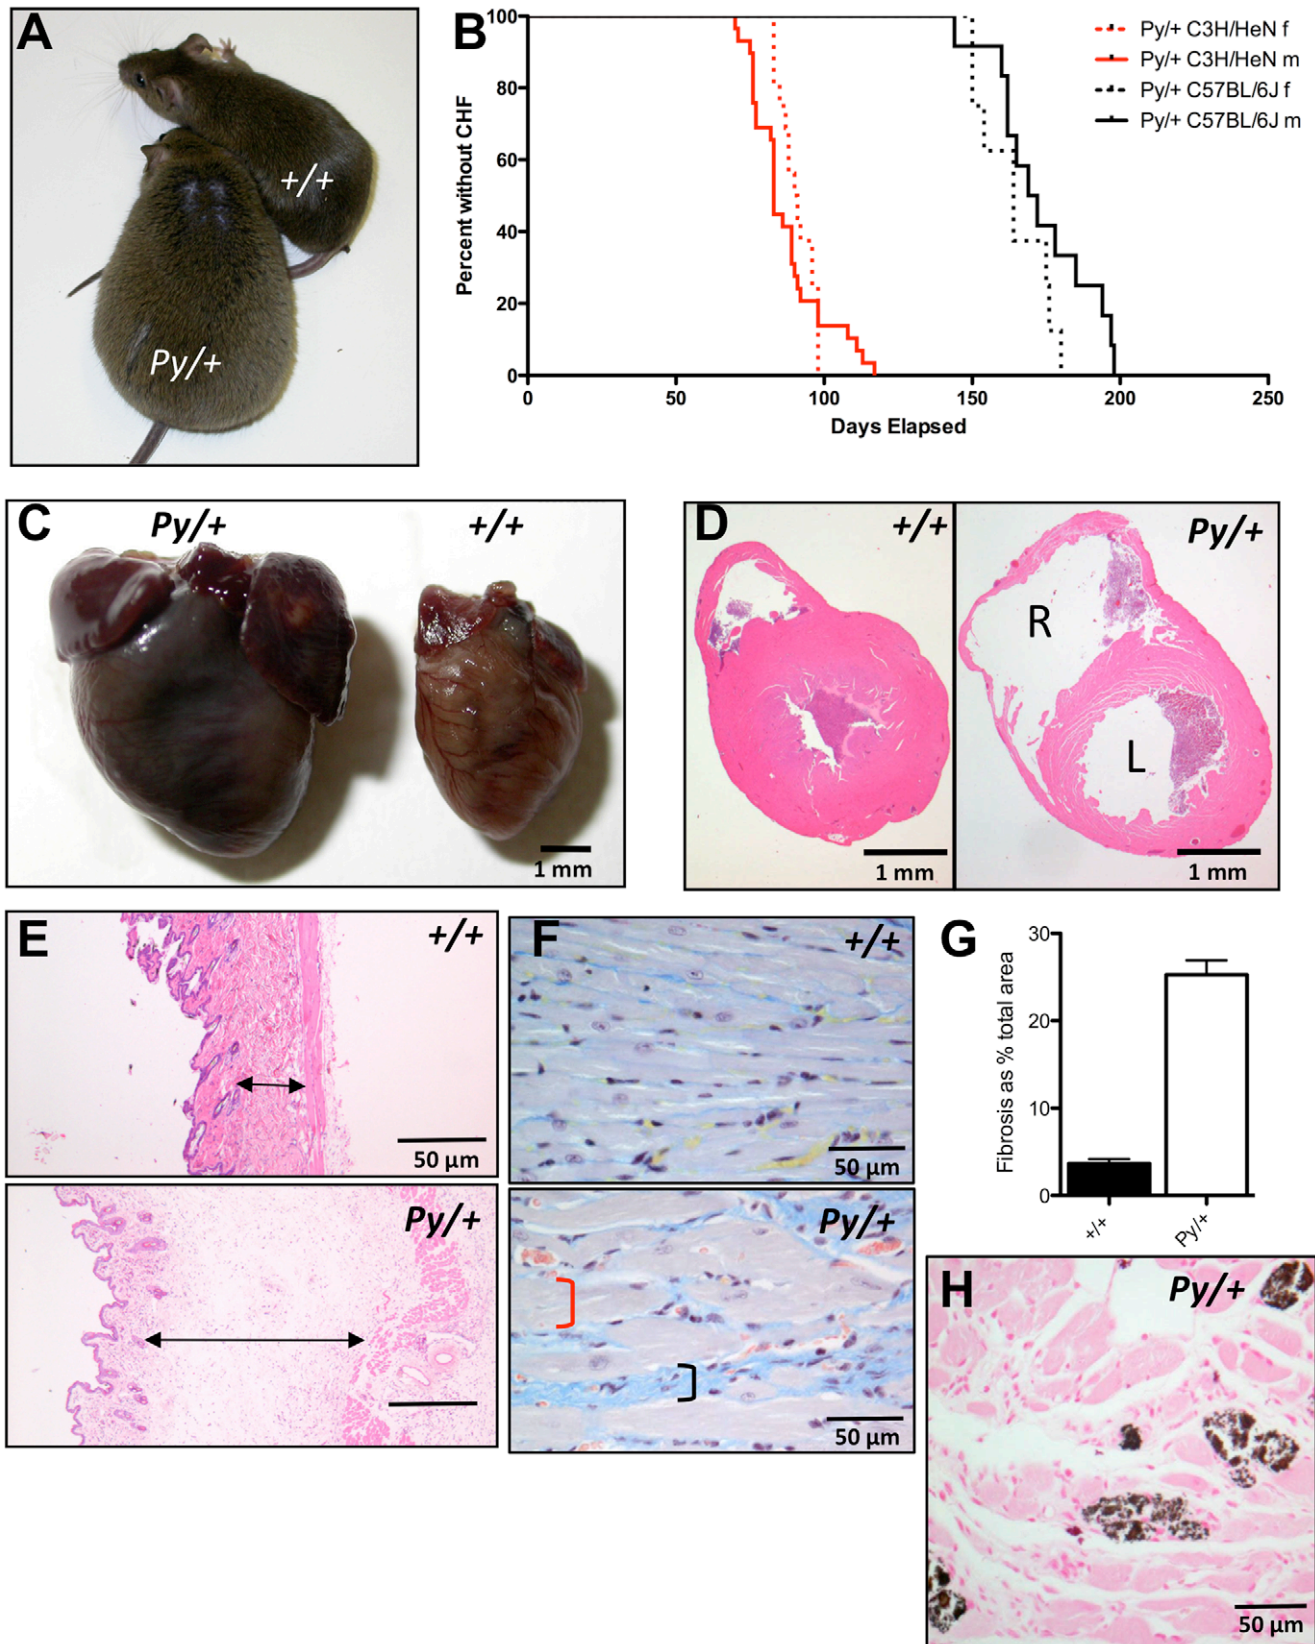 A
+/+
Py/+
B
100
80
60
40
20
0
Percent without CHF
0 50 100 150 200 250
Days Elapsed
Py/+ C3H/HeN f
Py/+ C3H/HeN m
Py/+ C57BL/6J f
Py/+ C57BL/6J m
C
Py/+
+/+
1 mm
D
+/+
1 mm
Py/+
R
L
1 mm
E
+/+
50 µm
Py/+
F
+/+
50 µm
Py/+
50 µm
G
30
20
10
0
Fibrosis as % total area
+/+
Py/+
H
Py/+
50 µm